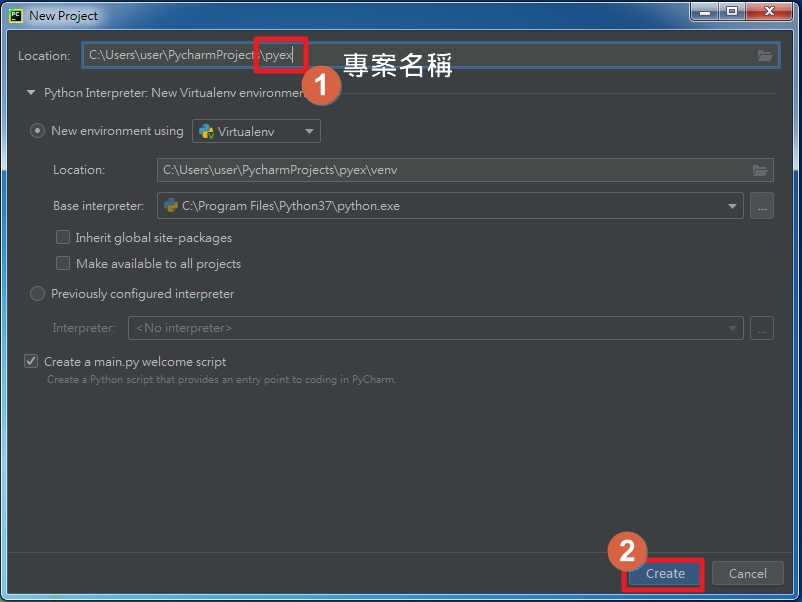 New Project
Location: C:\Users\user\PycharmProjects\pyex
1 專案名稱
Python Interpreter: New Virtualenv environmen
New environment using Virtualenv
Location: C:\Users\user\PycharmProjects\pyex\venv
Base interpreter: C:\Program Files\Python37\python.exe ...
Inherit global site-packages
Make available to all projects
Previously configured interpreter
Interpreter: <No interpreter> ...
Create a main.py welcome script
Create a Python script that provides an entry point to coding in PyCharm.
2
Create Cancel